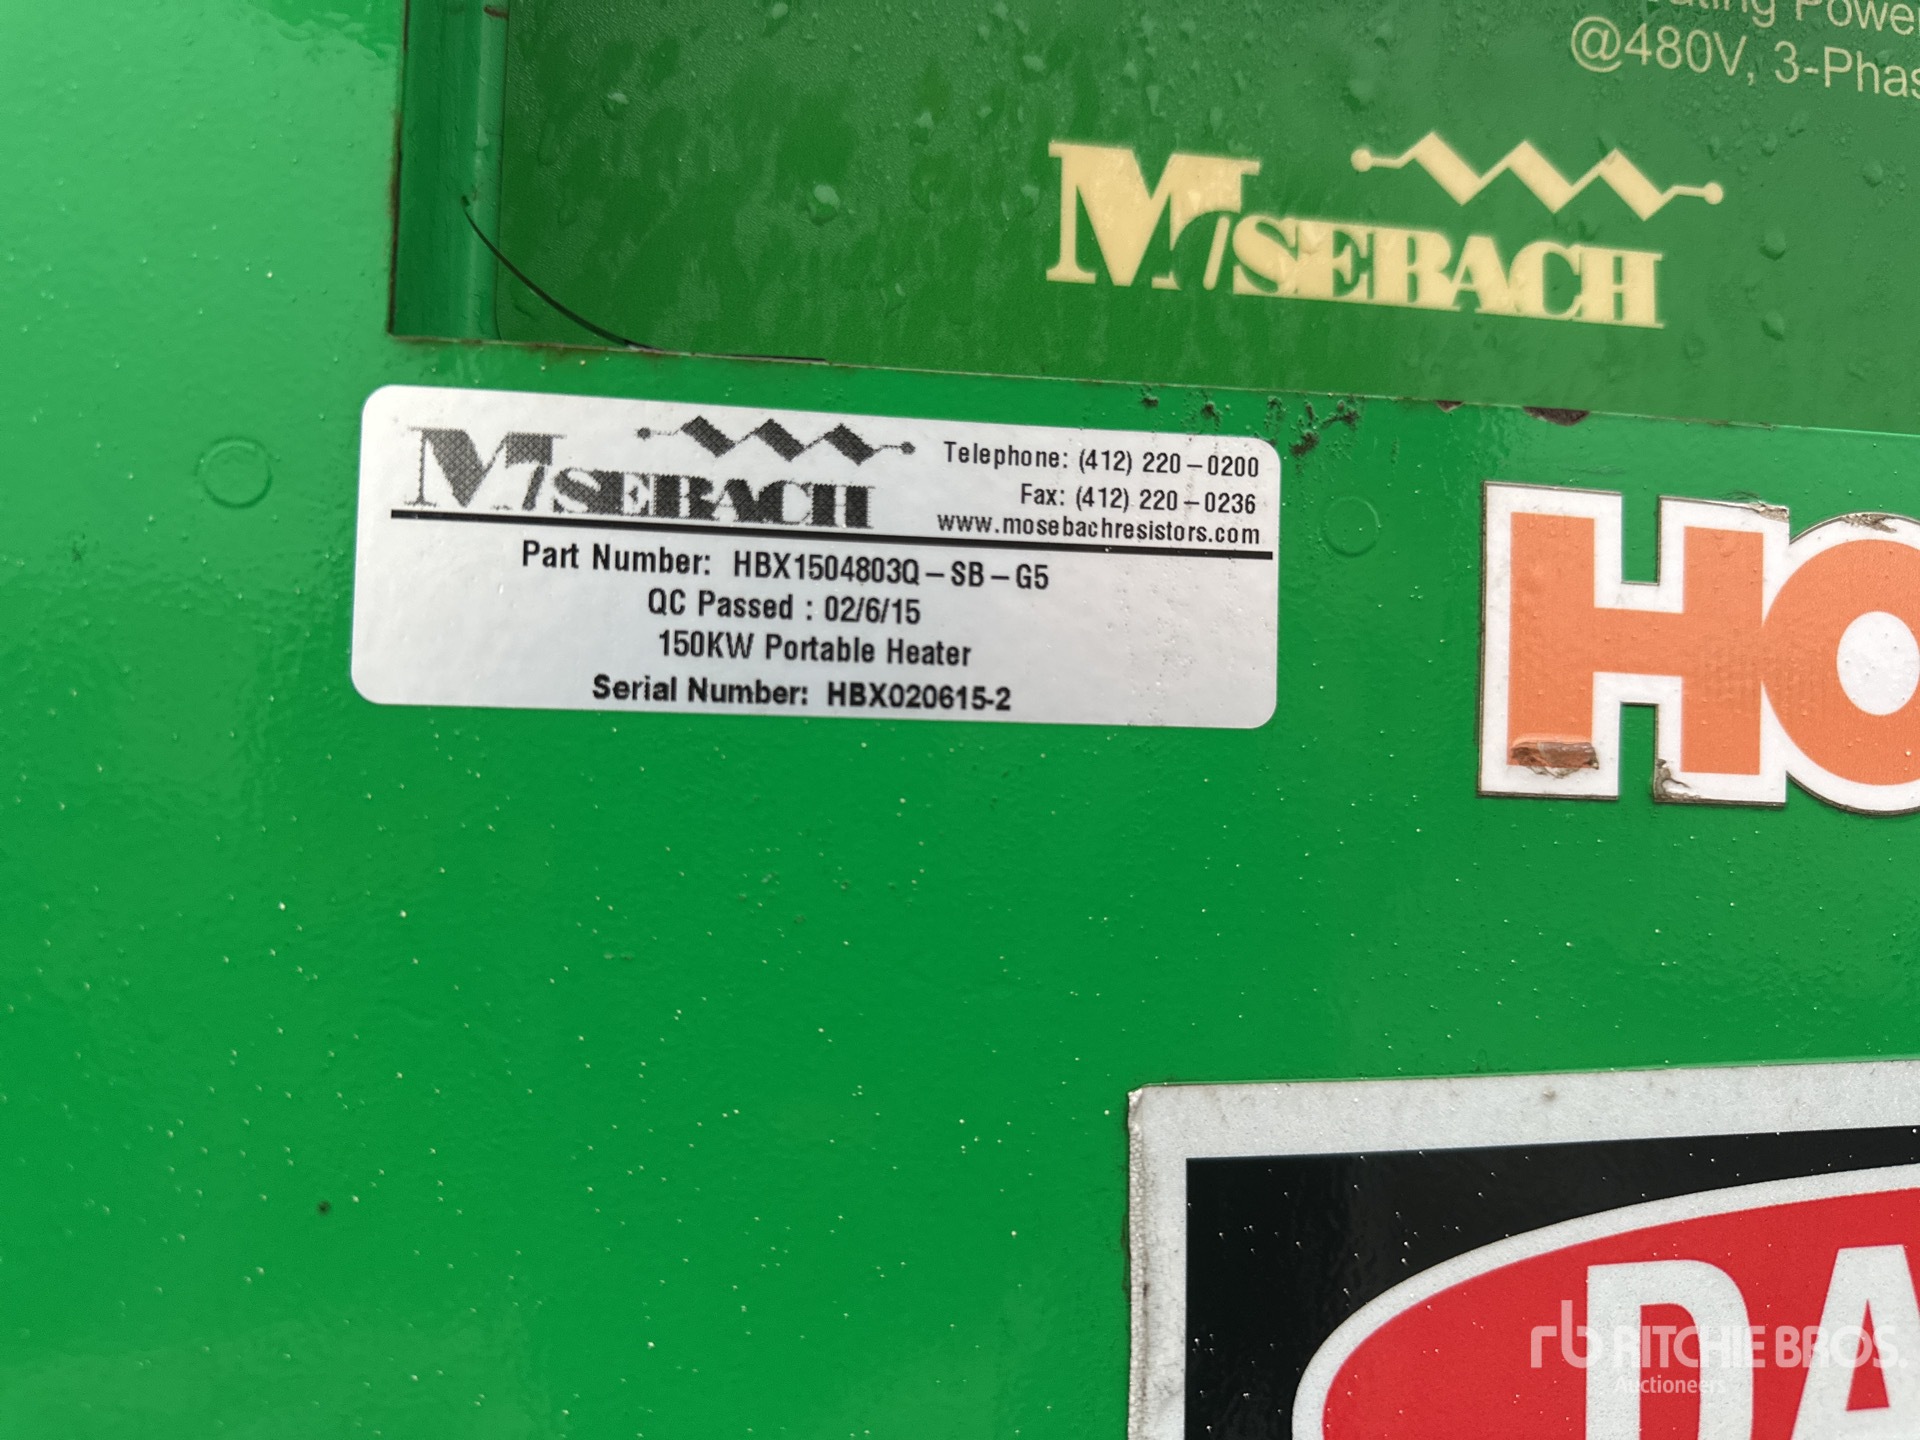 Power
@480V, 3-Phas
MOSEBACH
MOSEBACH
Telephone: (412) 220-0200
Fax: (412) 220-0236
www.mosebachresistors.com
Part Number: HBX1504803Q-SB-G5
QC Passed : 02/6/15
150KW Portable Heater
Serial Number: HBX020615-2
HO
DA
rb RITCHIE BROS.
Auctioneers